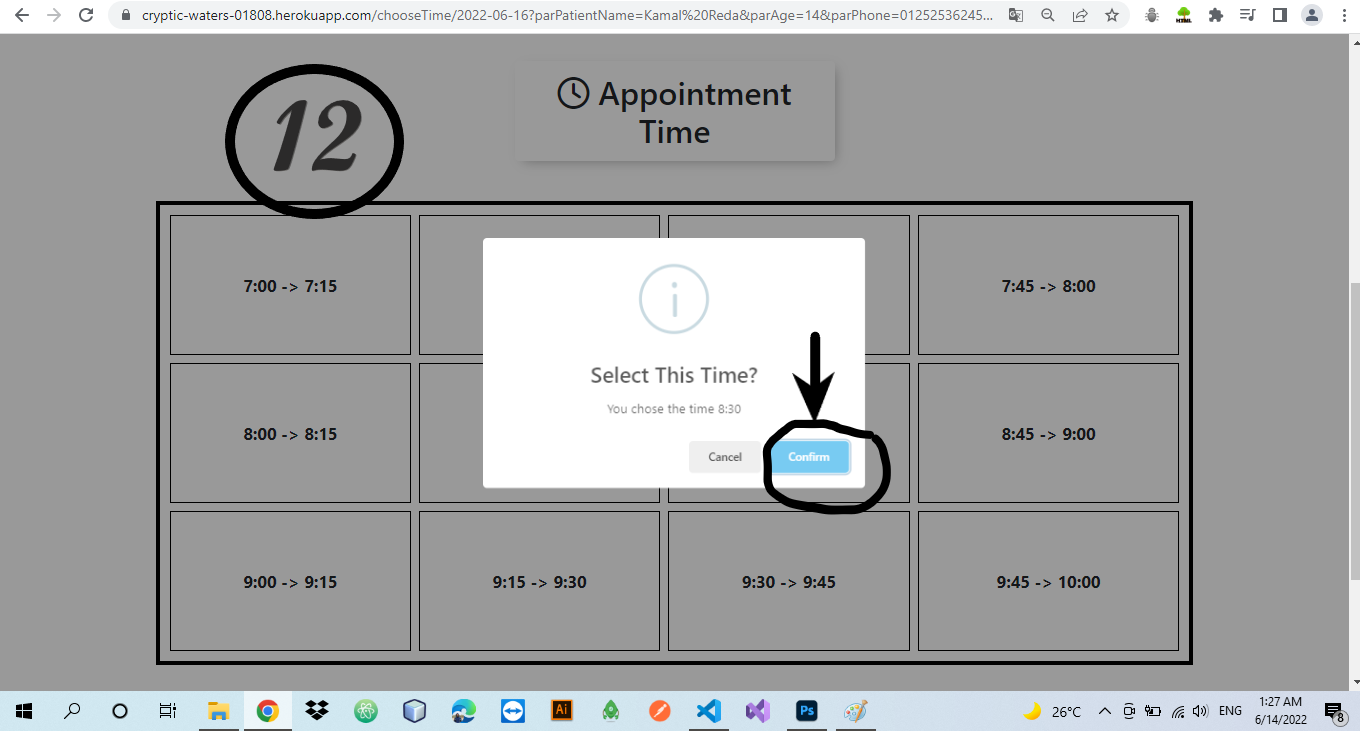 cryptic-waters-01808.herokuapp.com/chooseTime/2022-06-16?parPatientName=Kamal%20Reda&parAge=14&parPhone=01252536245...
12
Appointment
Time
7:00 -> 7:15
7:45 -> 8:00
Select This Time?
You chose the time 8:30
8:00 -> 8:15
8:45 -> 9:00
Cancel
Confirm
9:00 -> 9:15
9:15 -> 9:30
9:30 -> 9:45
9:45 -> 10:00
Ai
Ps
26°C
ENG
1:27 AM
6/14/2022
8